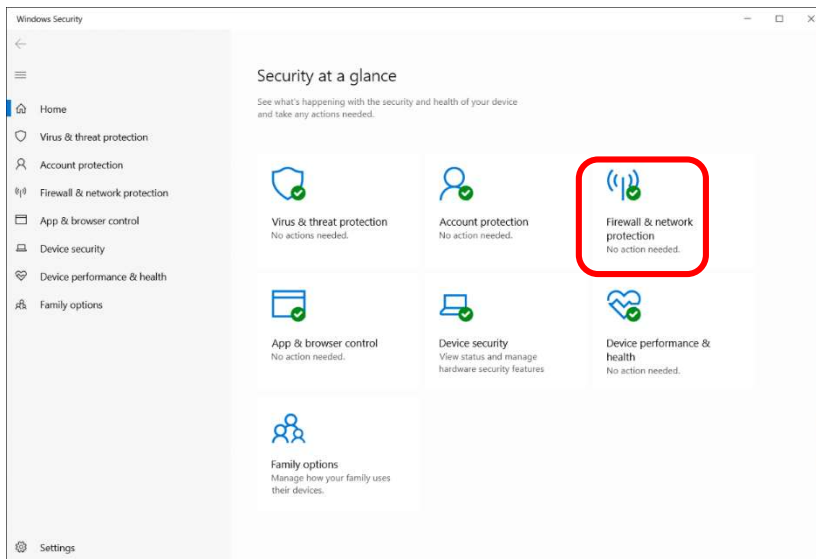 Windows Security
Home
Virus & threat protection
Account protection
Firewall & network protection
App & browser control
Device security
Device performance & health
Family options
Settings
Security at a glance
See what's happening with the security and health of your device
and take any actions needed.
Virus & threat protection
No actions needed.
Account protection
No action needed.
Firewall & network
protection
No action needed.
App & browser control
No action needed.
Device security
View status and manage
hardware security features
Device performance &
health
No action needed.
Family options
Manage how your family uses
their devices.